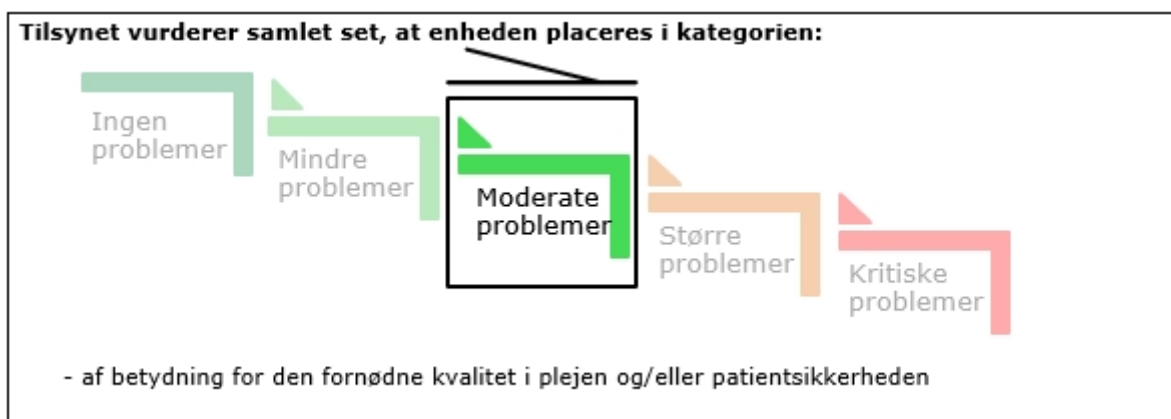 Tilsynet vurderer samlet set, at enheden placeres i kategorien:
Ingen
problemer
Mindre
problemer
Moderate
problemer
Større
problemer
Kritiske
problemer
- af betydning for den fornødne kvalitet i plejen og/eller patientsikkerheden